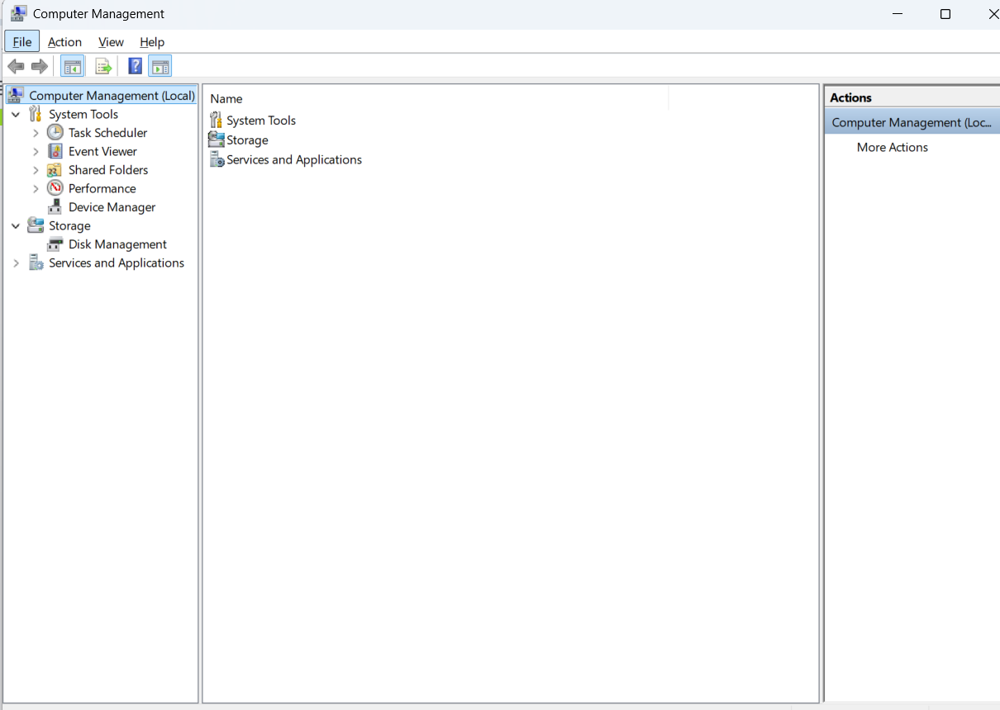 Computer Management
File Action View Help
Computer Management (Local)
System Tools
Task Scheduler
Event Viewer
Shared Folders
Performance
Device Manager
Storage
Disk Management
Services and Applications
Name
System Tools
Storage
Services and Applications
Actions
Computer Management (Loc...
More Actions